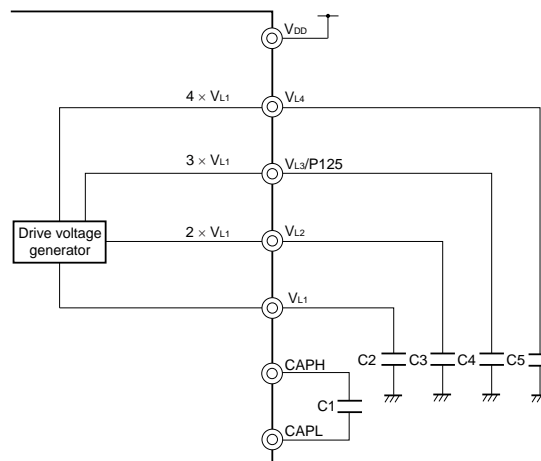 VDD
4 × VL1
VL4
3 × VL1
VL3/P125
Drive voltage
generator
2 × VL1
VL2
VL1
C2
C3
C4
C5
CAPH
C1
CAPL